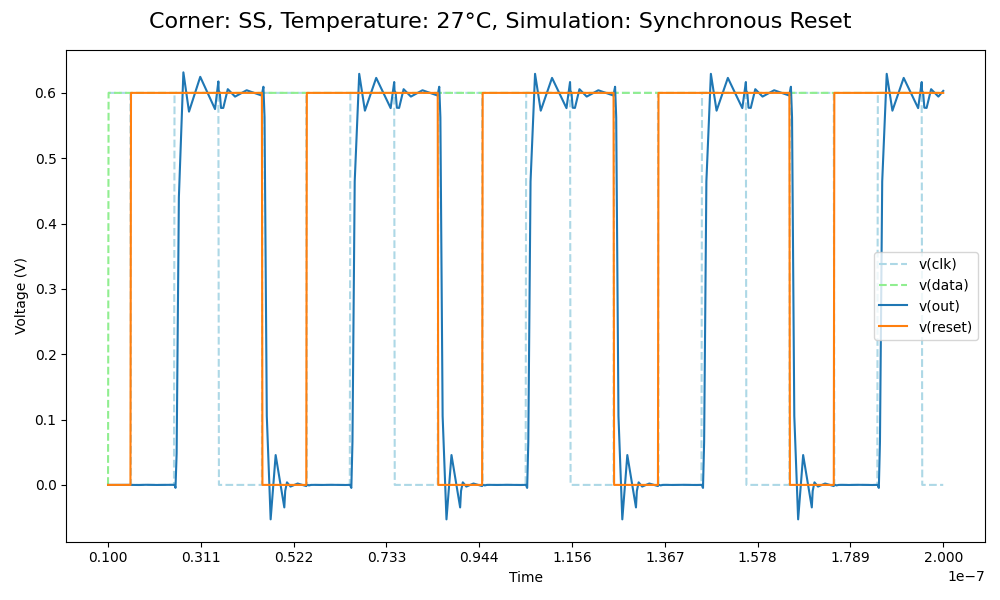 Corner: SS, Temperature: 27°C, Simulation: Synchronous Reset
Voltage (V)
0.6
0.5
0.4
0.3
0.2
0.1
0.0
v(clk)
v(data)
v(out)
v(reset)
0.100 0.311 0.522 0.733 0.944 1.156 1.367 1.578 1.789 2.000
Time
1e−7